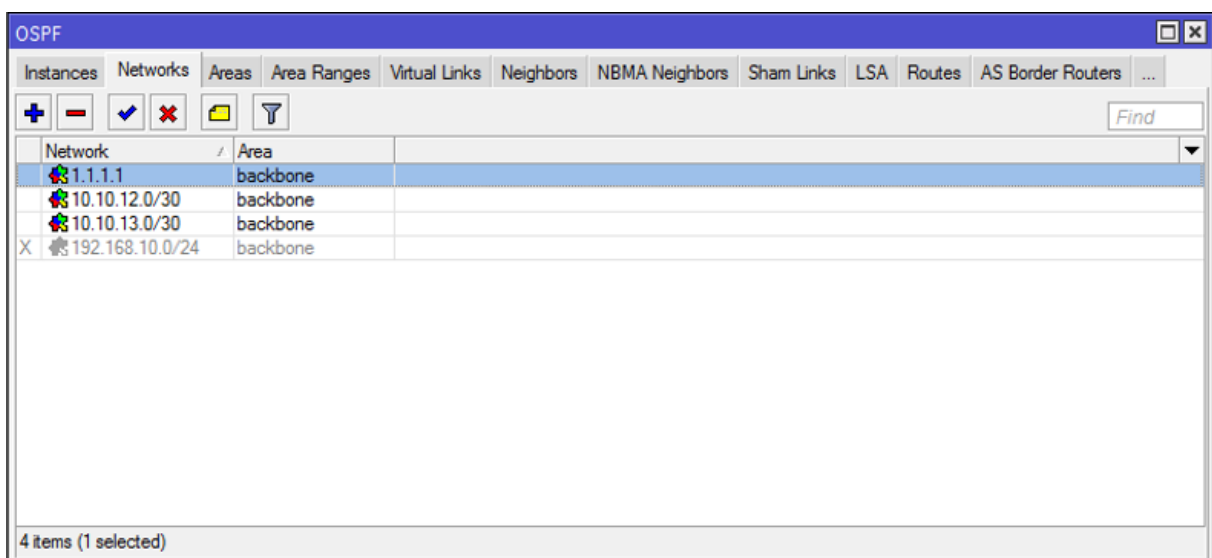 OSPF
Instances Networks Areas Area Ranges Virtual Links Neighbors NBMA Neighbors Sham Links LSA Routes AS Border Routers ...
Find
Network Area
1.1.1.1 backbone
10.10.12.0/30 backbone
10.10.13.0/30 backbone
X 192.168.10.0/24 backbone
4 items (1 selected)